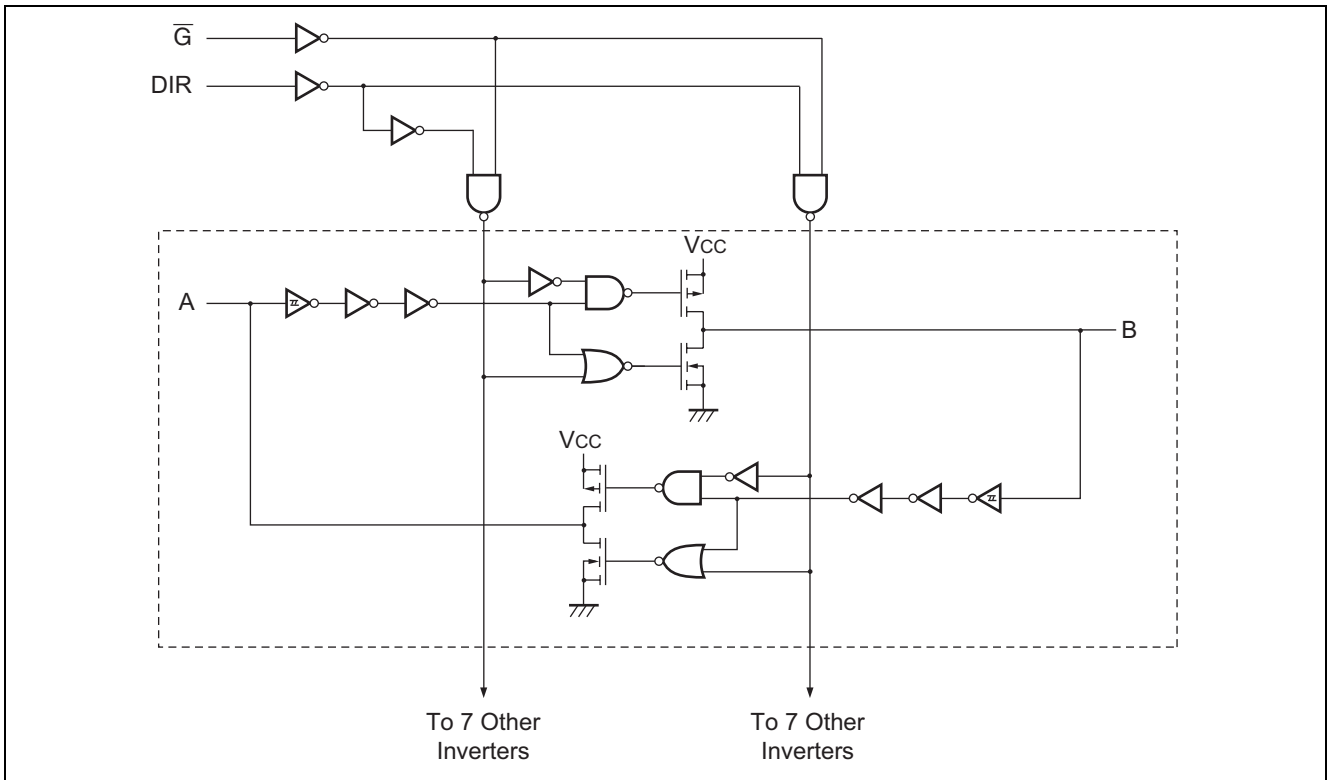 G̅
DIR
VCC
A
B
VCC
To 7 Other
Inverters
To 7 Other
Inverters